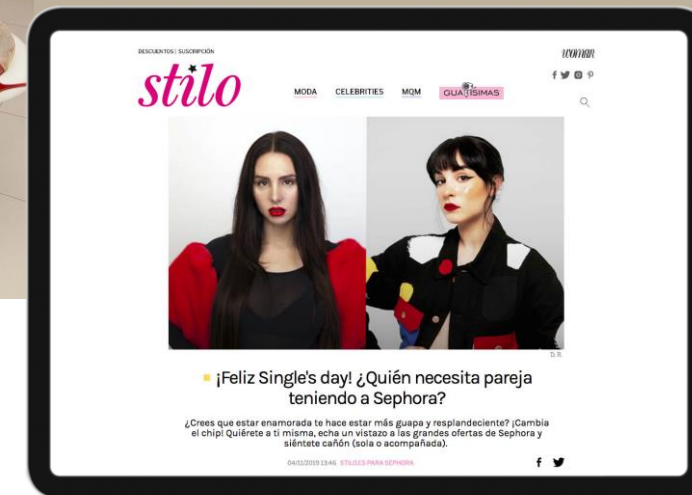 DESCUENTOS | SUSCRIPCIÓN
woman
stilo
MODA CELEBRITIES MQM GUAPÍSIMAS
D. R.
¡Feliz Single's day! ¿Quién necesita pareja
teniendo a Sephora?
¿Crees que estar enamorada te hace estar más guapa y resplandeciente? ¡Cambia
el chip! Quiérete a ti misma, echa un vistazo a las grandes ofertas de Sephora y
siéntete cañón (sola o acompañada).
04/11/2019 13:46 STILO.ES PARA SEPHORA